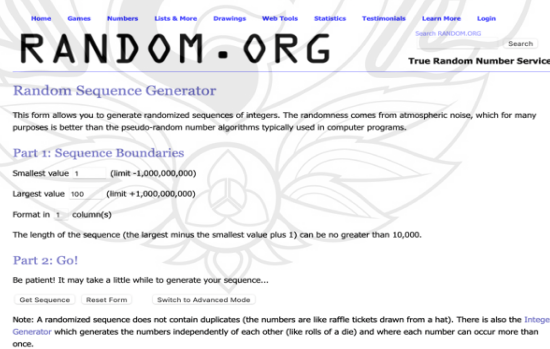 Home Games Numbers Lists & More Drawings Web Tools Statistics Testimonials Learn More Login
Search RANDOM.ORG
Search
RANDOM.ORG
True Random Number Service
Random Sequence Generator
This form allows you to generate randomized sequences of integers. The randomness comes from atmospheric noise, which for many
purposes is better than the pseudo-random number algorithms typically used in computer programs.
Part 1: Sequence Boundaries
Smallest value 1 (limit -1,000,000,000)
Largest value 100 (limit +1,000,000,000)
Format in 1 column(s)
The length of the sequence (the largest minus the smallest value plus 1) can be no greater than 10,000.
Part 2: Go!
Be patient! It may take a little while to generate your sequence...
Get Sequence Reset Form Switch to Advanced Mode
Note: A randomized sequence does not contain duplicates (the numbers are like raffle tickets drawn from a hat). There is also the Intege
Generator which generates the numbers independently of each other (like rolls of a die) and where each number can occur more than
once.